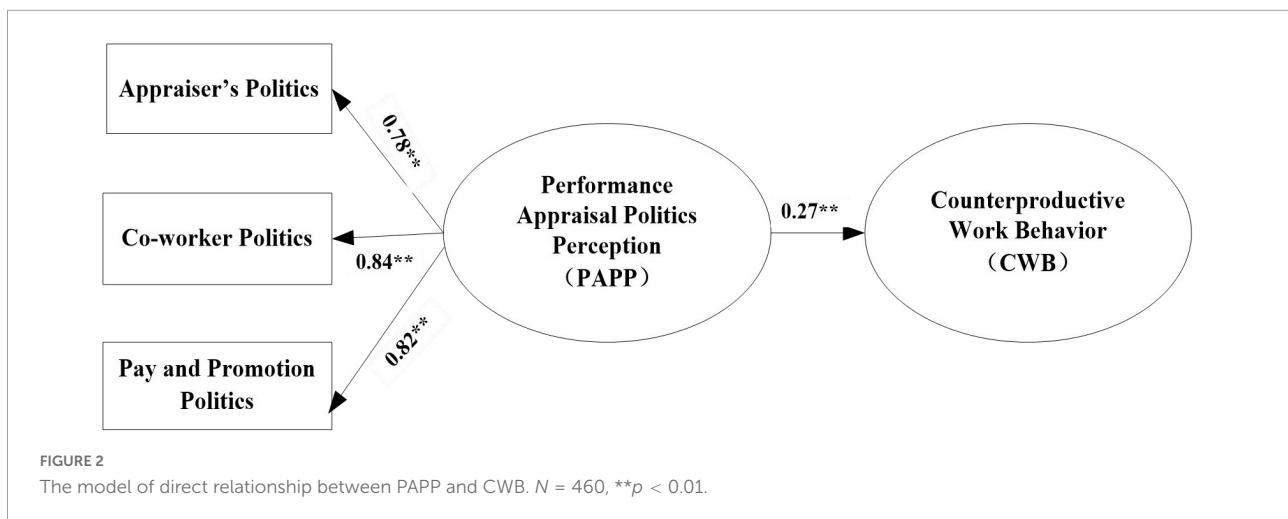 Appraiser's Politics
0.78**
Co-worker Politics
0.84**
0.82**
Pay and Promotion
Politics
Performance
Appraisal Politics
Perception
（PAPP）
0.27**
Counterproductive
Work Behavior
（CWB）
FIGURE 2
The model of direct relationship between PAPP and CWB. N = 460, **p < 0.01.